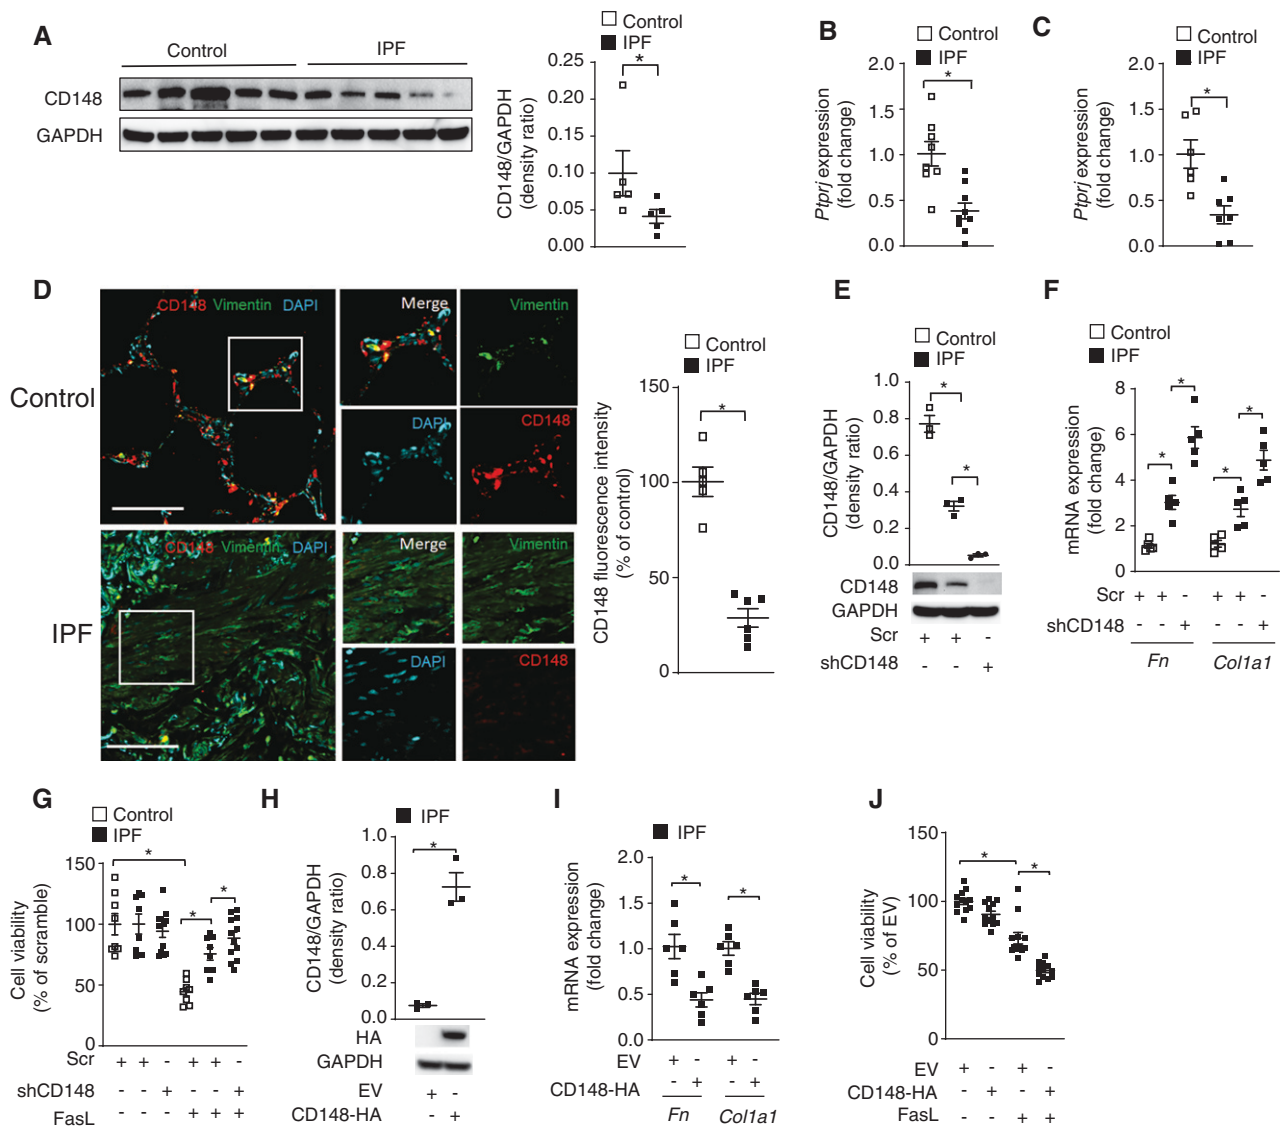 A
Control
IPF
CD148
GAPDH
Control
IPF
CD148/GAPDH
(density ratio)
0.25
0.20
0.15
0.10
0.05
0.00
*
B
Control
IPF
Ptprj expression
(fold change)
2.0
1.5
1.0
0.5
0.0
*
C
Control
IPF
Ptprj expression
(fold change)
2.0
1.5
1.0
0.5
0.0
*
D
Control
CD148 Vimentin DAPI
Merge
Vimentin
DAPI
CD148
IPF
CD148 Vimentin DAPI
Merge
Vimentin
DAPI
CD148
Control
IPF
CD148 fluorescence intensity
(% of control)
150
100
50
0
*
E
Control
IPF
CD148/GAPDH
(density ratio)
1.0
0.8
0.6
0.4
0.2
0.0
* *
CD148
GAPDH
Scr + + -
shCD148 - - +
F
Control
IPF
mRNA expression
(fold change)
8
6
4
2
0
* * * *
Scr + + - + + -
shCD148 - - + - - +
Fn Col1a1
G
Control
IPF
Cell viability
(% of scramble)
150
100
50
0
* * *
Scr + + - + + -
shCD148 - - + - - +
FasL - - - + + +
H
IPF
CD148/GAPDH
(density ratio)
1.0
0.8
0.6
0.4
0.2
0.0
*
HA
GAPDH
EV + -
CD148-HA - +
I
IPF
mRNA expression
(fold change)
2.0
1.5
1.0
0.5
0.0
* *
EV + - + -
CD148-HA - + - +
Fn Col1a1
J
Cell viability
(% of EV)
150
100
50
0
* *
EV + - + -
CD148-HA - + - +
FasL - - + +